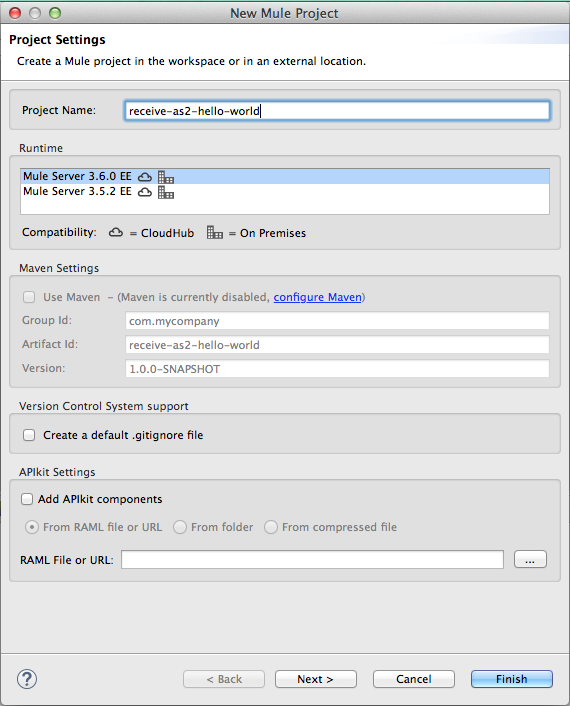 New Mule Project
Project Settings
Create a Mule project in the workspace or in an external location.
Project Name: receive-as2-hello-world
Runtime
Mule Server 3.6.0 EE
Mule Server 3.5.2 EE
Compatibility: = CloudHub = On Premises
Maven Settings
Use Maven – (Maven is currently disabled, configure Maven)
Group Id: com.mycompany
Artifact Id: receive-as2-hello-world
Version: 1.0.0-SNAPSHOT
Version Control System support
Create a default .gitignore file
APIkit Settings
Add APIkit components
From RAML file or URL From folder From compressed file
RAML File or URL: ...
? < Back Next > Cancel Finish